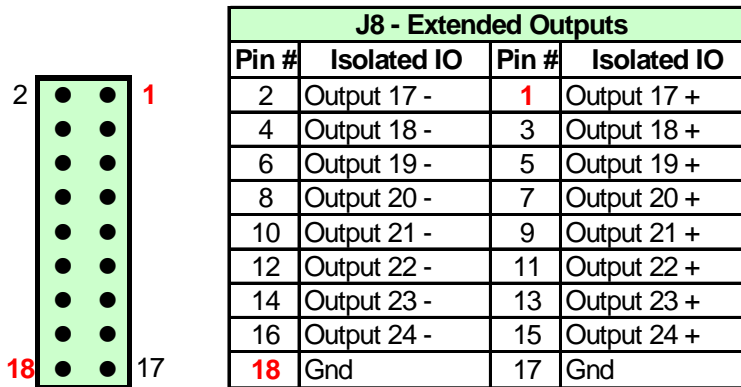 J8 - Extended Outputs
Pin # Isolated IO Pin # Isolated IO
2 1
2 Output 17 - 1 Output 17 +
4 Output 18 - 3 Output 18 +
6 Output 19 - 5 Output 19 +
8 Output 20 - 7 Output 20 +
10 Output 21 - 9 Output 21 +
12 Output 22 - 11 Output 22 +
14 Output 23 - 13 Output 23 +
16 Output 24 - 15 Output 24 +
18 17
18 Gnd 17 Gnd